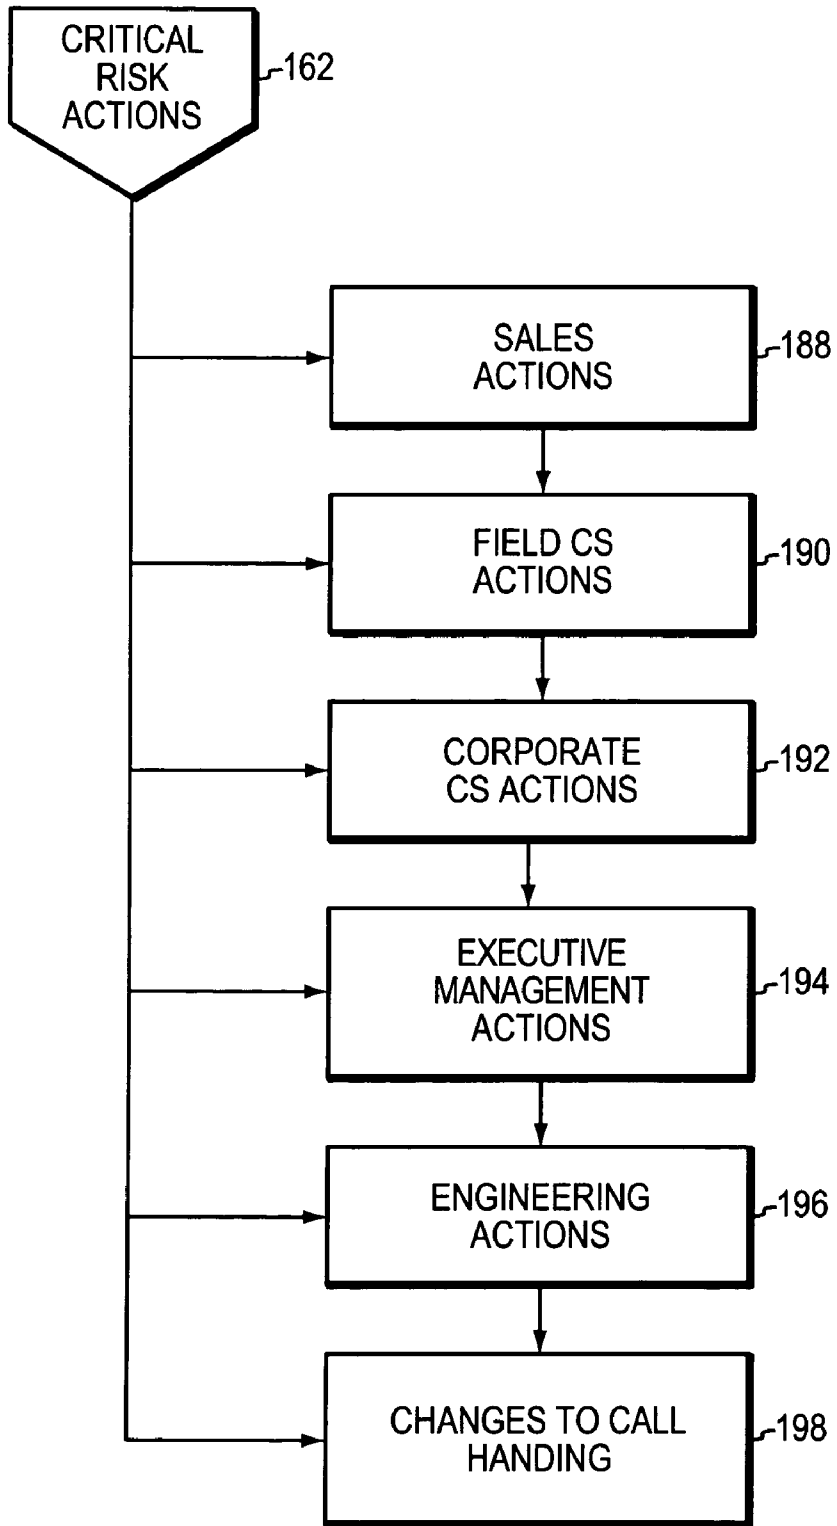 CRITICAL
RISK
ACTIONS
162
SALES
ACTIONS
188
FIELD CS
ACTIONS
190
CORPORATE
CS ACTIONS
192
EXECUTIVE
MANAGEMENT
ACTIONS
194
ENGINEERING
ACTIONS
196
CHANGES TO CALL
HANDING
198